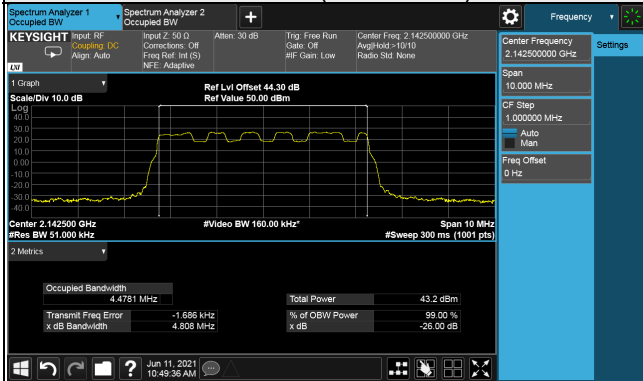 Spectrum Analyzer 1
Occupied BW
Spectrum Analyzer 2
Occupied BW
+
Frequency
KEYSIGHT
Input: RF
Coupling: DC
Align: Auto
Input Z: 50 Ω
Corrections: Off
Freq Ref: Int (S)
NFE: Adaptive
Atten: 30 dB
Trig: Free Run
Gate: Off
#IF Gain: Low
Center Freq: 2.142500000 GHz
Avg|Hold:>10/10
Radio Std: None
LXI
Center Frequency
2.142500000 GHz
Settings
Span
10.000 MHz
CF Step
1.000000 MHz
Auto
Man
Freq Offset
0 Hz
1 Graph
Scale/Div 10.0 dB
Ref Lvl Offset 44.30 dB
Ref Value 50.00 dBm
Log
40.0
30.0
20.0
10.0
0.00
-10.0
-20.0
-30.0
-40.0
Center 2.142500 GHz
#Video BW 160.00 kHz*
Span 10 MHz
#Res BW 51.000 kHz
#Sweep 300 ms (1001 pts)
2 Metrics
Occupied Bandwidth
4.4781 MHz
Total Power 43.2 dBm
Transmit Freq Error -1.686 kHz
% of OBW Power 99.00 %
x dB Bandwidth 4.808 MHz
x dB -26.00 dB
?
Jun 11, 2021
10:49:36 AM